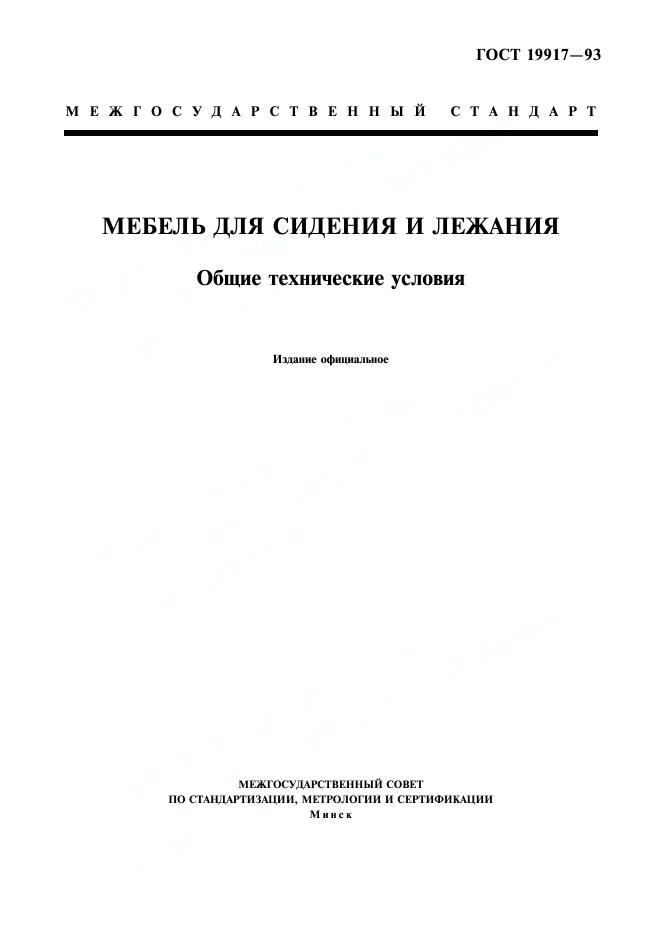 ГОСТ 19917—93
МЕЖГОСУДАРСТВЕННЫЙ СТАНДАРТ
МЕБЕЛЬ ДЛЯ СИДЕНИЯ И ЛЕЖАНИЯ
Общие технические условия
Издание официальное
МЕЖГОСУДАРСТВЕННЫЙ СОВЕТ
ПО СТАНДАРТИЗАЦИИ, МЕТРОЛОГИИ И СЕРТИФИКАЦИИ
Минск